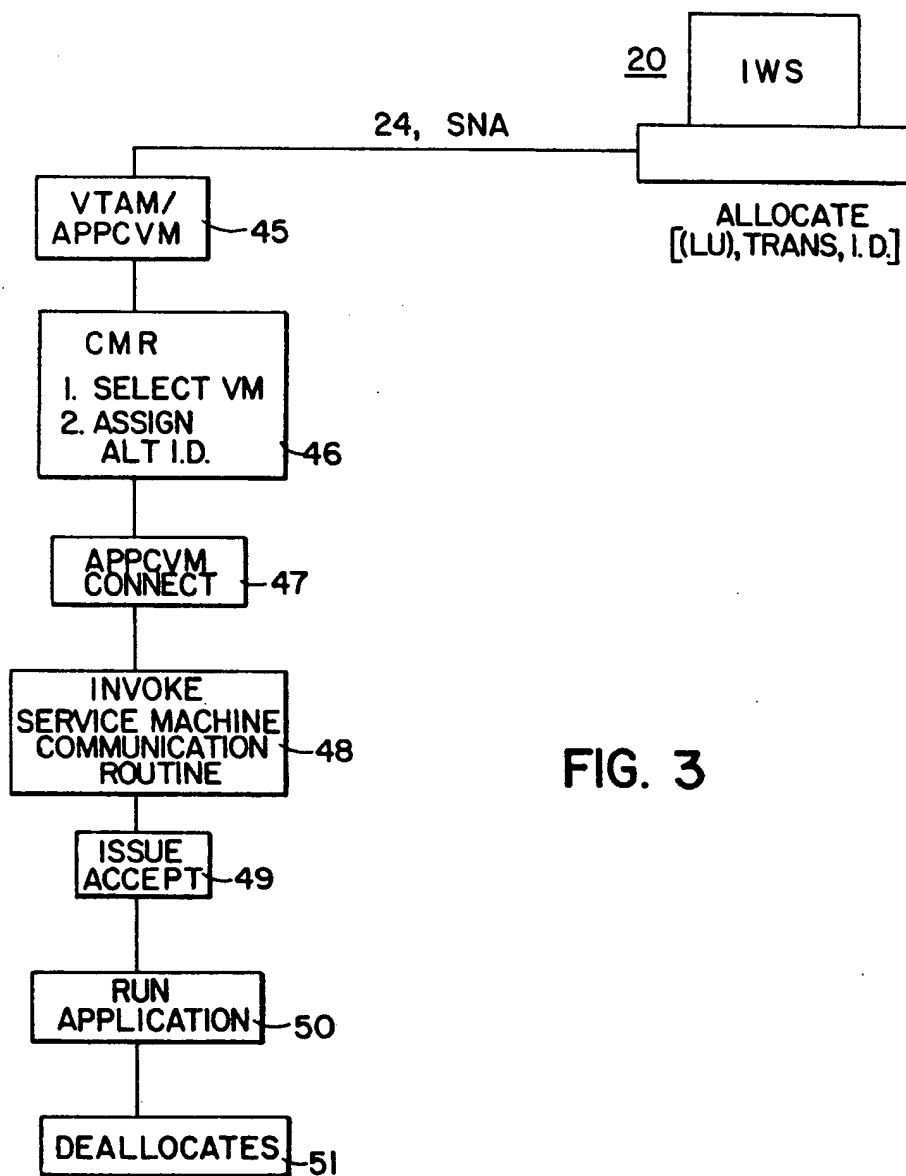 20
IWS
24, SNA
ALLOCATE
[(LU), TRANS, I.D.]
VTAM/
APPCVM
45
CMR
1. SELECT VM
2. ASSIGN
ALT I.D.
46
APPCVM
CONNECT
47
INVOKE
SERVICE MACHINE
COMMUNICATION
ROUTINE
48
FIG. 3
ISSUE
ACCEPT
49
RUN
APPLICATION
50
DEALLOCATES
51